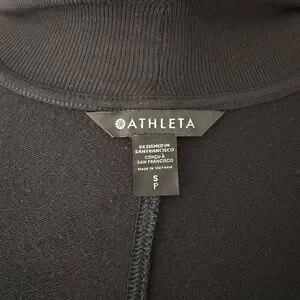 ATHLETA
DESIGNED IN
SAN FRANCISCO
CONÇU À
SAN FRANCISCO
MADE IN VIETNAM
S
P